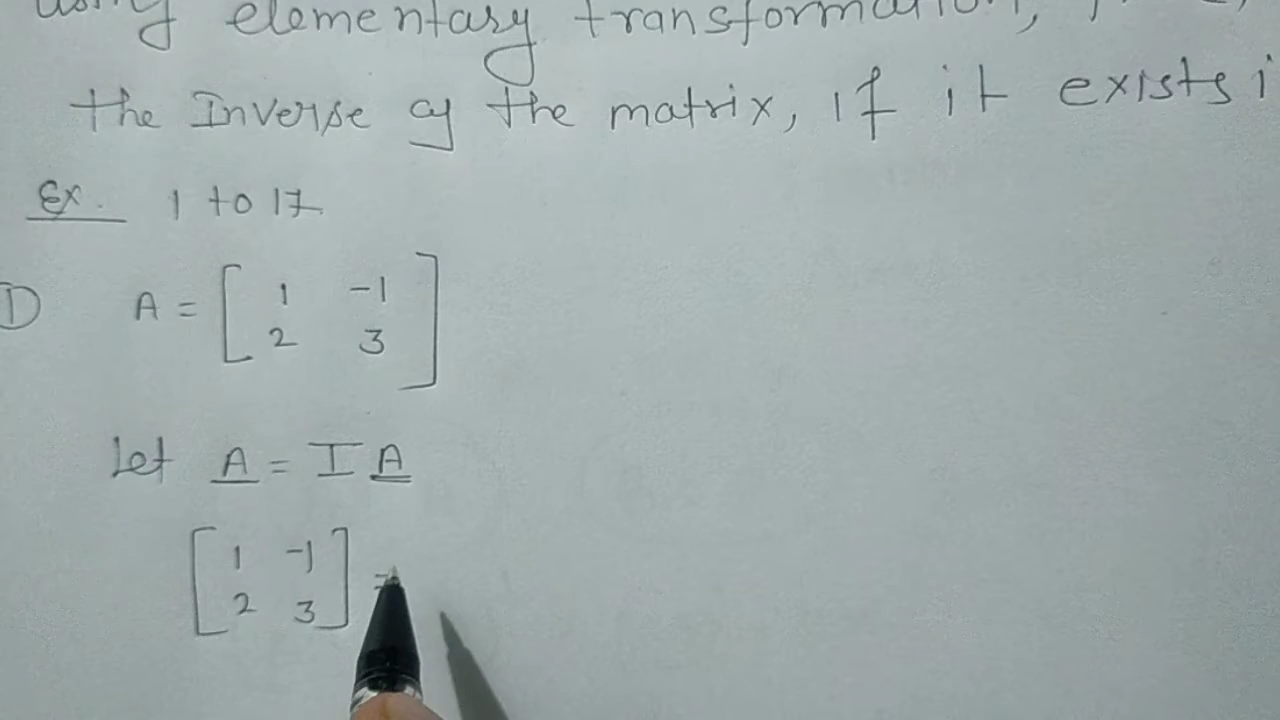 using elementary transformation,
the Inverse of the matrix, if it exists i
Ex. 1 to 17.
① A = [ 1 -1
2 3 ]
Let A = I A
[ 1 -1
2 3 ] =